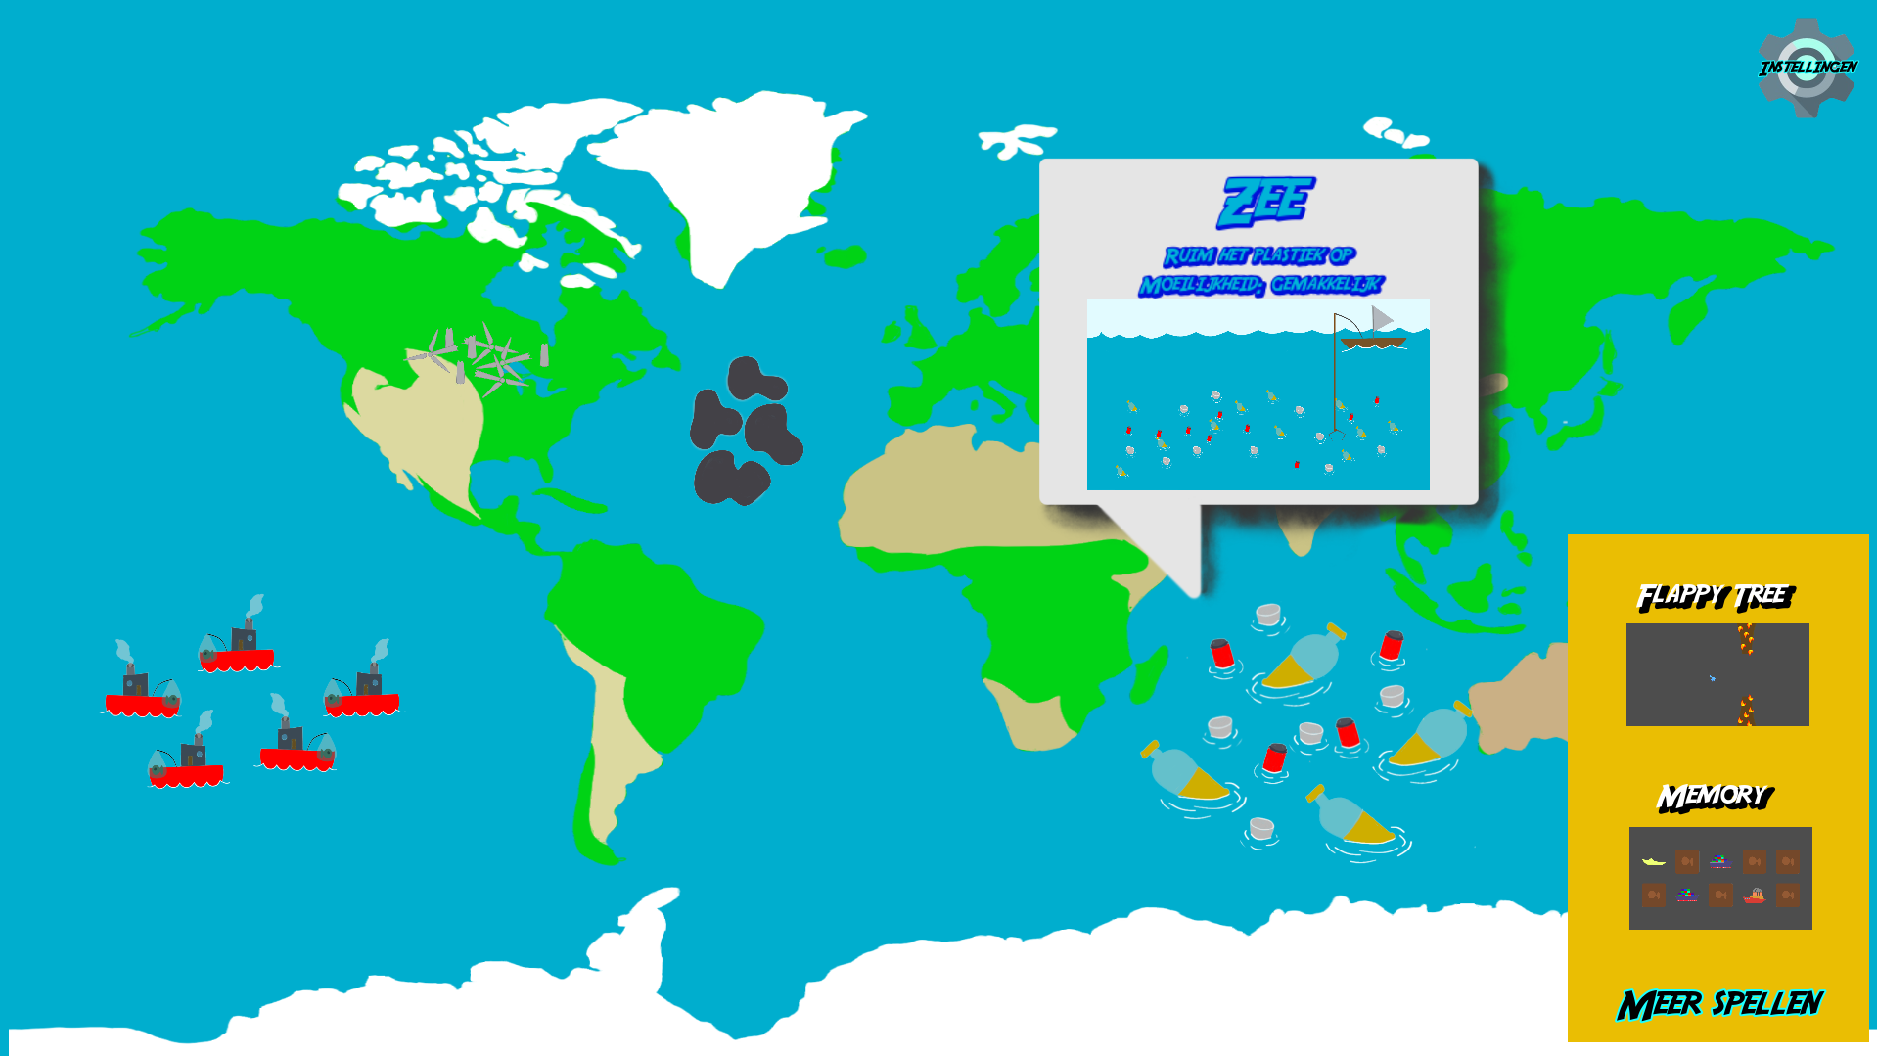 Instellingen
Zee
Ruim het plastiek op
Moeilijkheid: gemakkelijk
Flappy Tree
Memory
Meer spellen